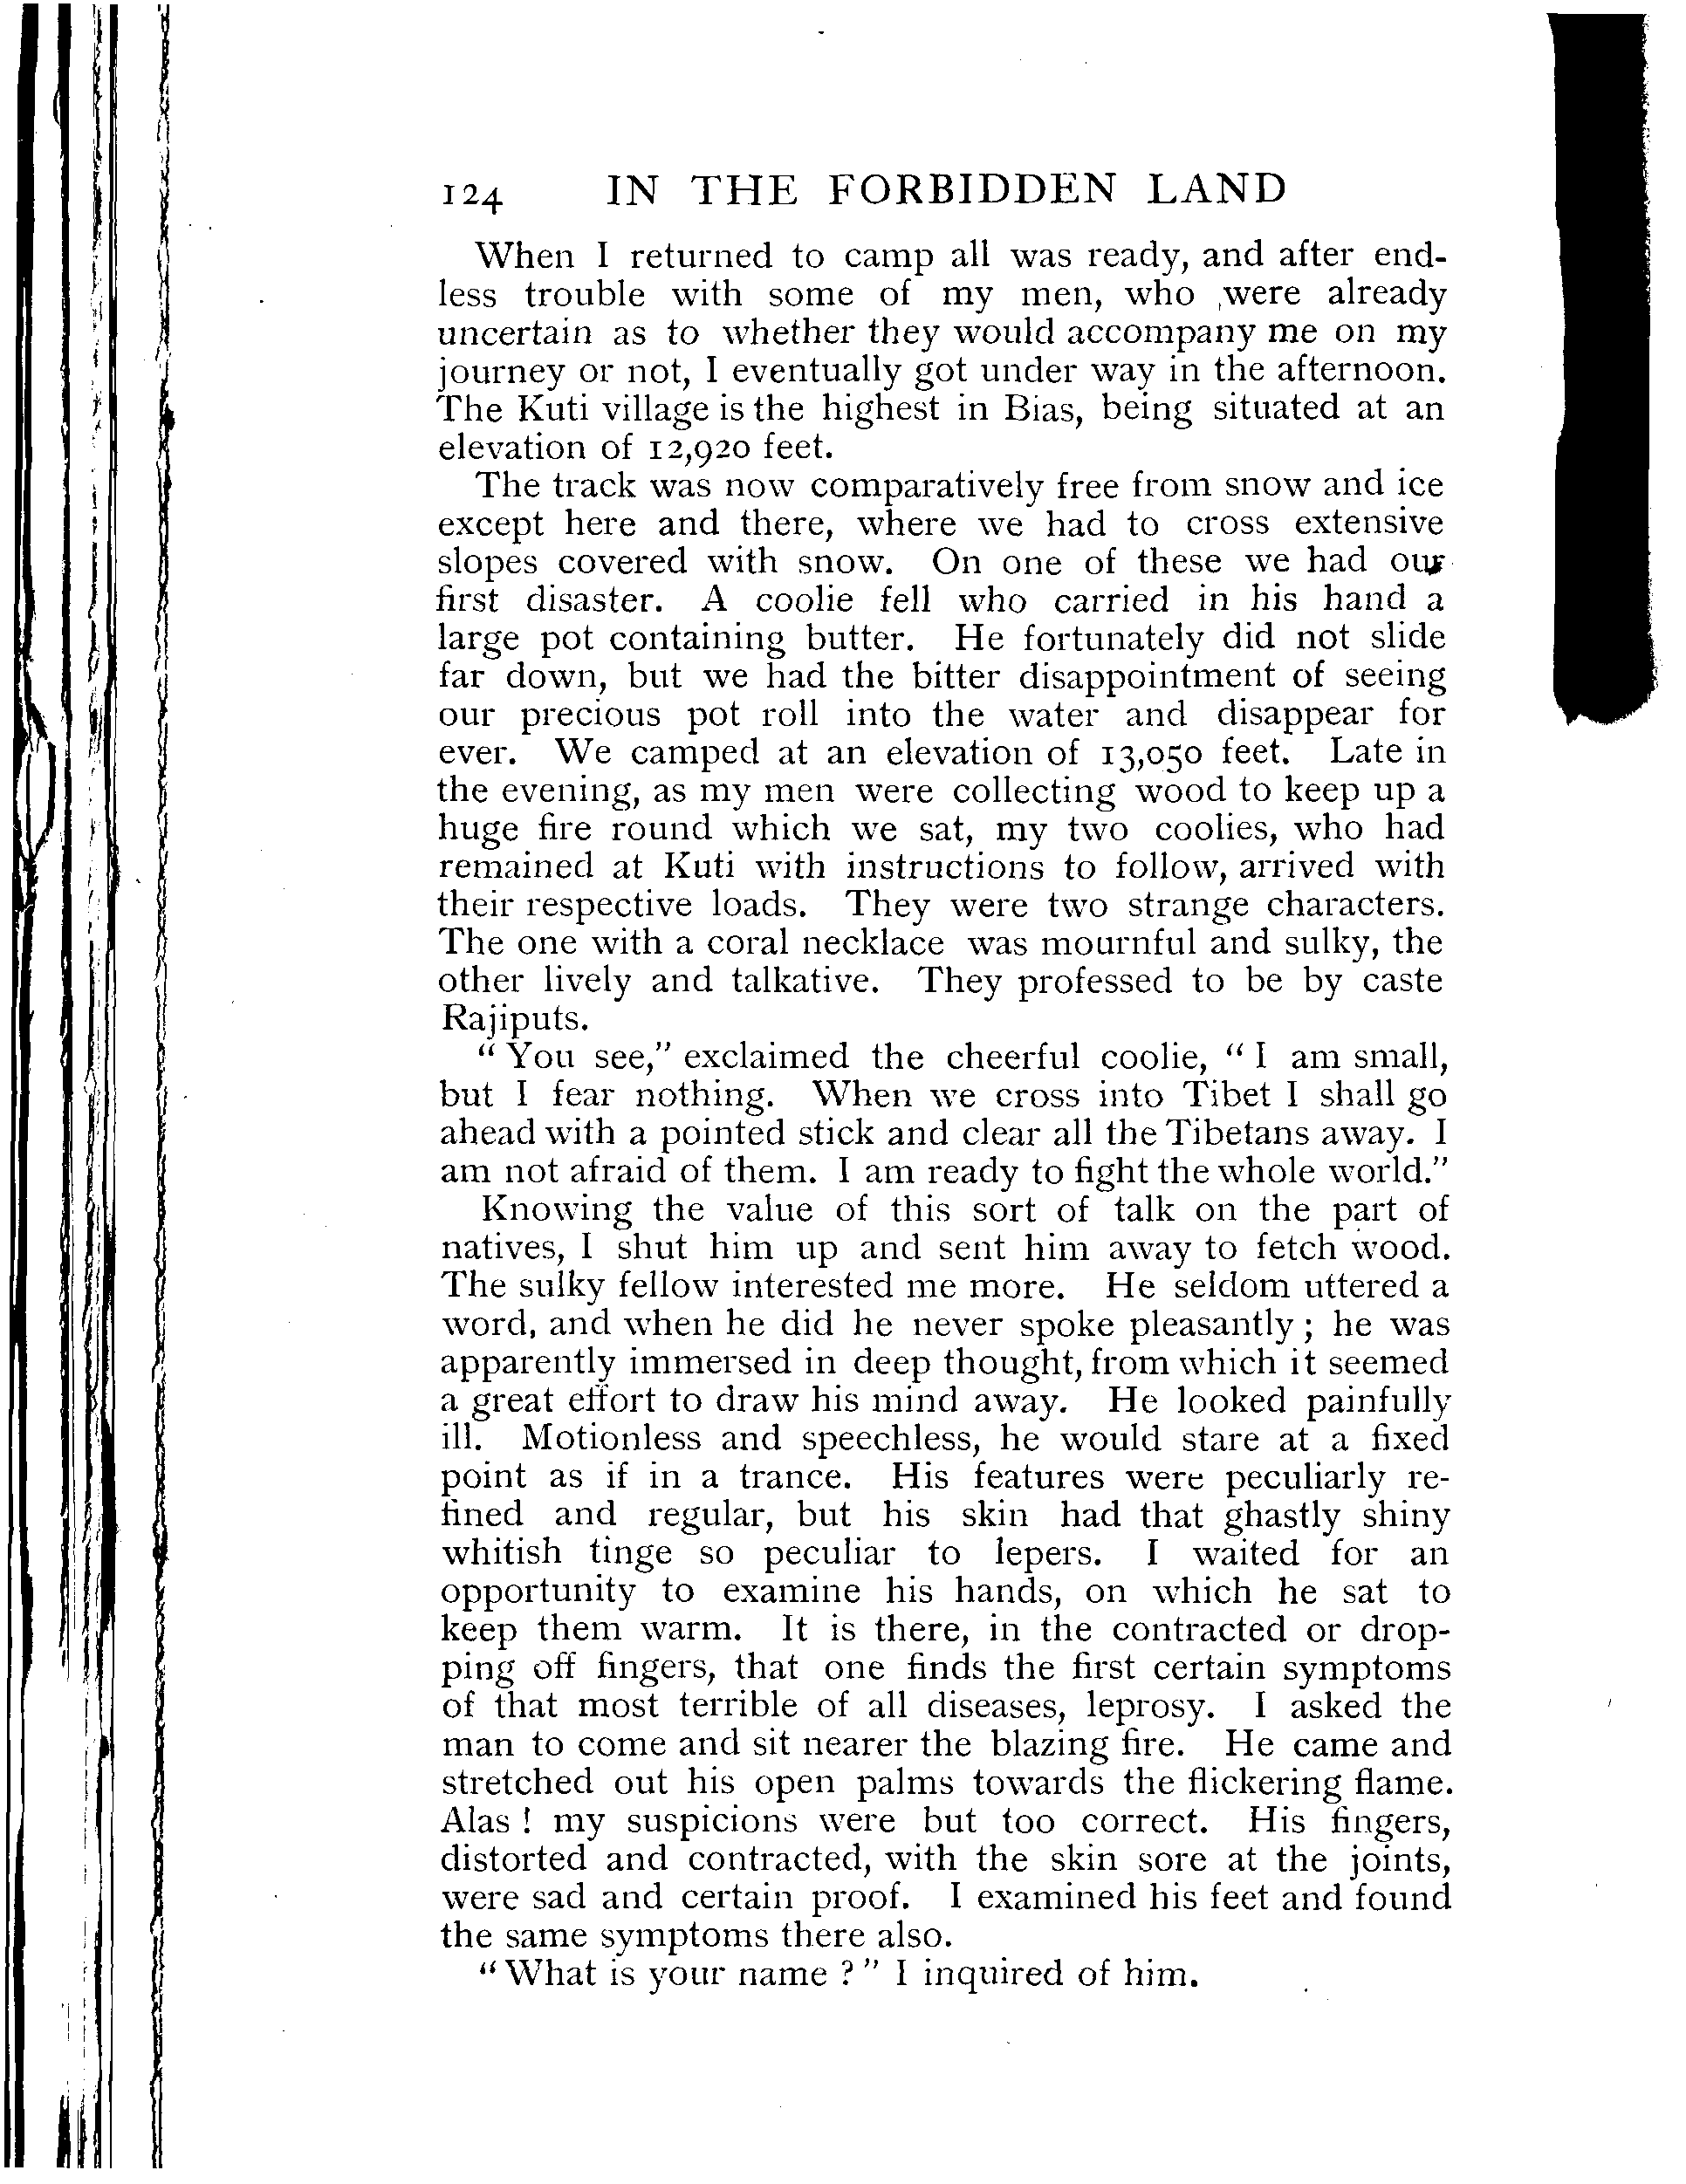 124 IN THE FORBIDDEN LAND
When I returned to camp all was ready, and after end-
less trouble with some of my men, who were already
uncertain as to whether they would accompany me on my
journey or not, I eventually got under way in the afternoon.
The Kuti village is the highest in Bias, being situated at an
elevation of 12,920 feet.
The track was now comparatively free from snow and ice
except here and there, where we had to cross extensive
slopes covered with snow. On one of these we had our
first disaster. A coolie fell who carried in his hand a
large pot containing butter. He fortunately did not slide
far down, but we had the bitter disappointment of seeing
our precious pot roll into the water and disappear for
ever. We camped at an elevation of 13,050 feet. Late in
the evening, as my men were collecting wood to keep up a
huge fire round which we sat, my two coolies, who had
remained at Kuti with instructions to follow, arrived with
their respective loads. They were two strange characters.
The one with a coral necklace was mournful and sulky, the
other lively and talkative. They professed to be by caste
Rajiputs.
"You see," exclaimed the cheerful coolie, "I am small,
but I fear nothing. When we cross into Tibet I shall go
ahead with a pointed stick and clear all the Tibetans away. I
am not afraid of them. I am ready to fight the whole world."
Knowing the value of this sort of talk on the part of
natives, I shut him up and sent him away to fetch wood.
The sulky fellow interested me more. He seldom uttered a
word, and when he did he never spoke pleasantly; he was
apparently immersed in deep thought, from which it seemed
a great effort to draw his mind away. He looked painfully
ill. Motionless and speechless, he would stare at a fixed
point as if in a trance. His features were peculiarly re-
fined and regular, but his skin had that ghastly shiny
whitish tinge so peculiar to lepers. I waited for an
opportunity to examine his hands, on which he sat to
keep them warm. It is there, in the contracted or drop-
ping off fingers, that one finds the first certain symptoms
of that most terrible of all diseases, leprosy. I asked the
man to come and sit nearer the blazing fire. He came and
stretched out his open palms towards the flickering flame.
Alas! my suspicions were but too correct. His fingers,
distorted and contracted, with the skin sore at the joints,
were sad and certain proof. I examined his feet and found
the same symptoms there also.
"What is your name?" I inquired of him.